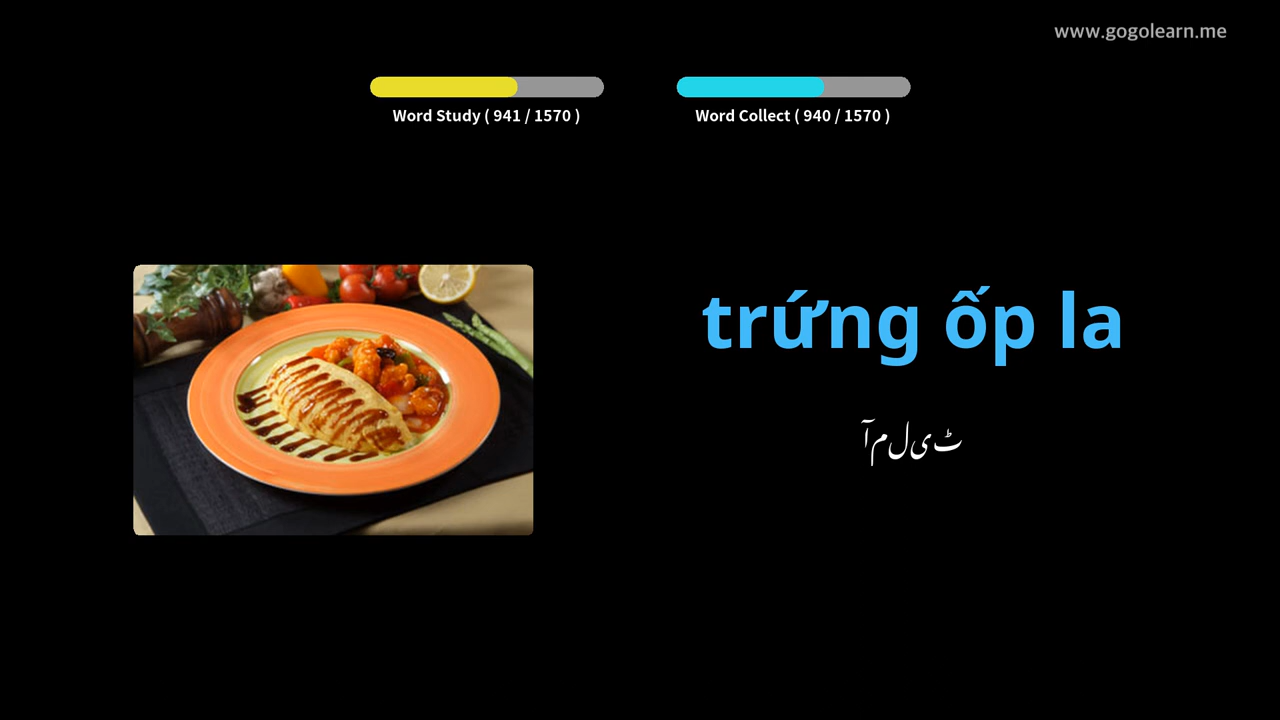 www.gogolearn.me
Word Study ( 941 / 1570 )
Word Collect ( 940 / 1570 )
trứng ốp la
آملیٹ